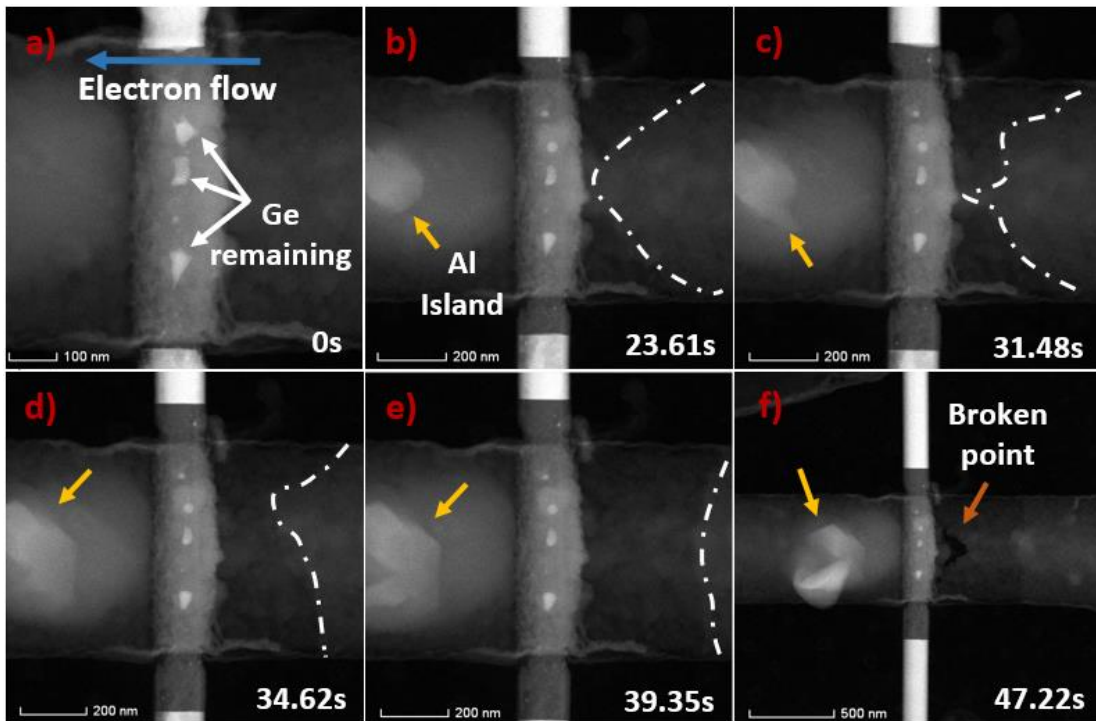 a)
Electron flow
Ge
remaining
0s
100 nm
b)
Al
Island
200 nm
23.61s
c)
200 nm
31.48s
d)
200 nm
34.62s
e)
200 nm
39.35s
f)
Broken
point
500 nm
47.22s